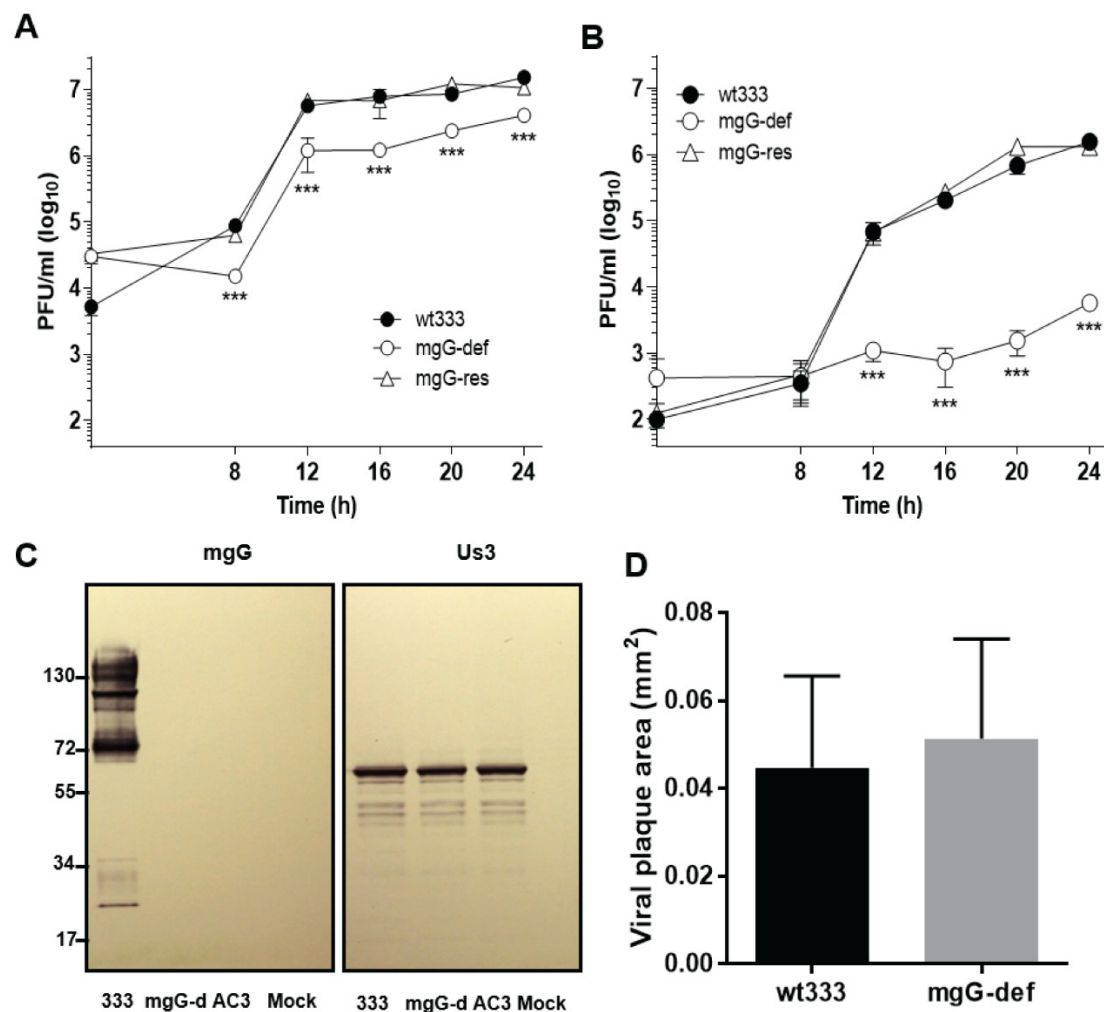 A
PFU/ml (log10)
7
6
5
4
3
2
***
***
***
***
***
wt333
mgG-def
mgG-res
8 12 16 20 24
Time (h)
B
PFU/ml (log10)
7
6
5
4
3
2
wt333
mgG-def
mgG-res
***
***
***
***
8 12 16 20 24
Time (h)
C
mgG Us3
130
72
55
34
17
333 mgG-d AC3 Mock
333 mgG-d AC3 Mock
D
Viral plaque area (mm²)
0.08
0.06
0.04
0.02
0.00
wt333 mgG-def